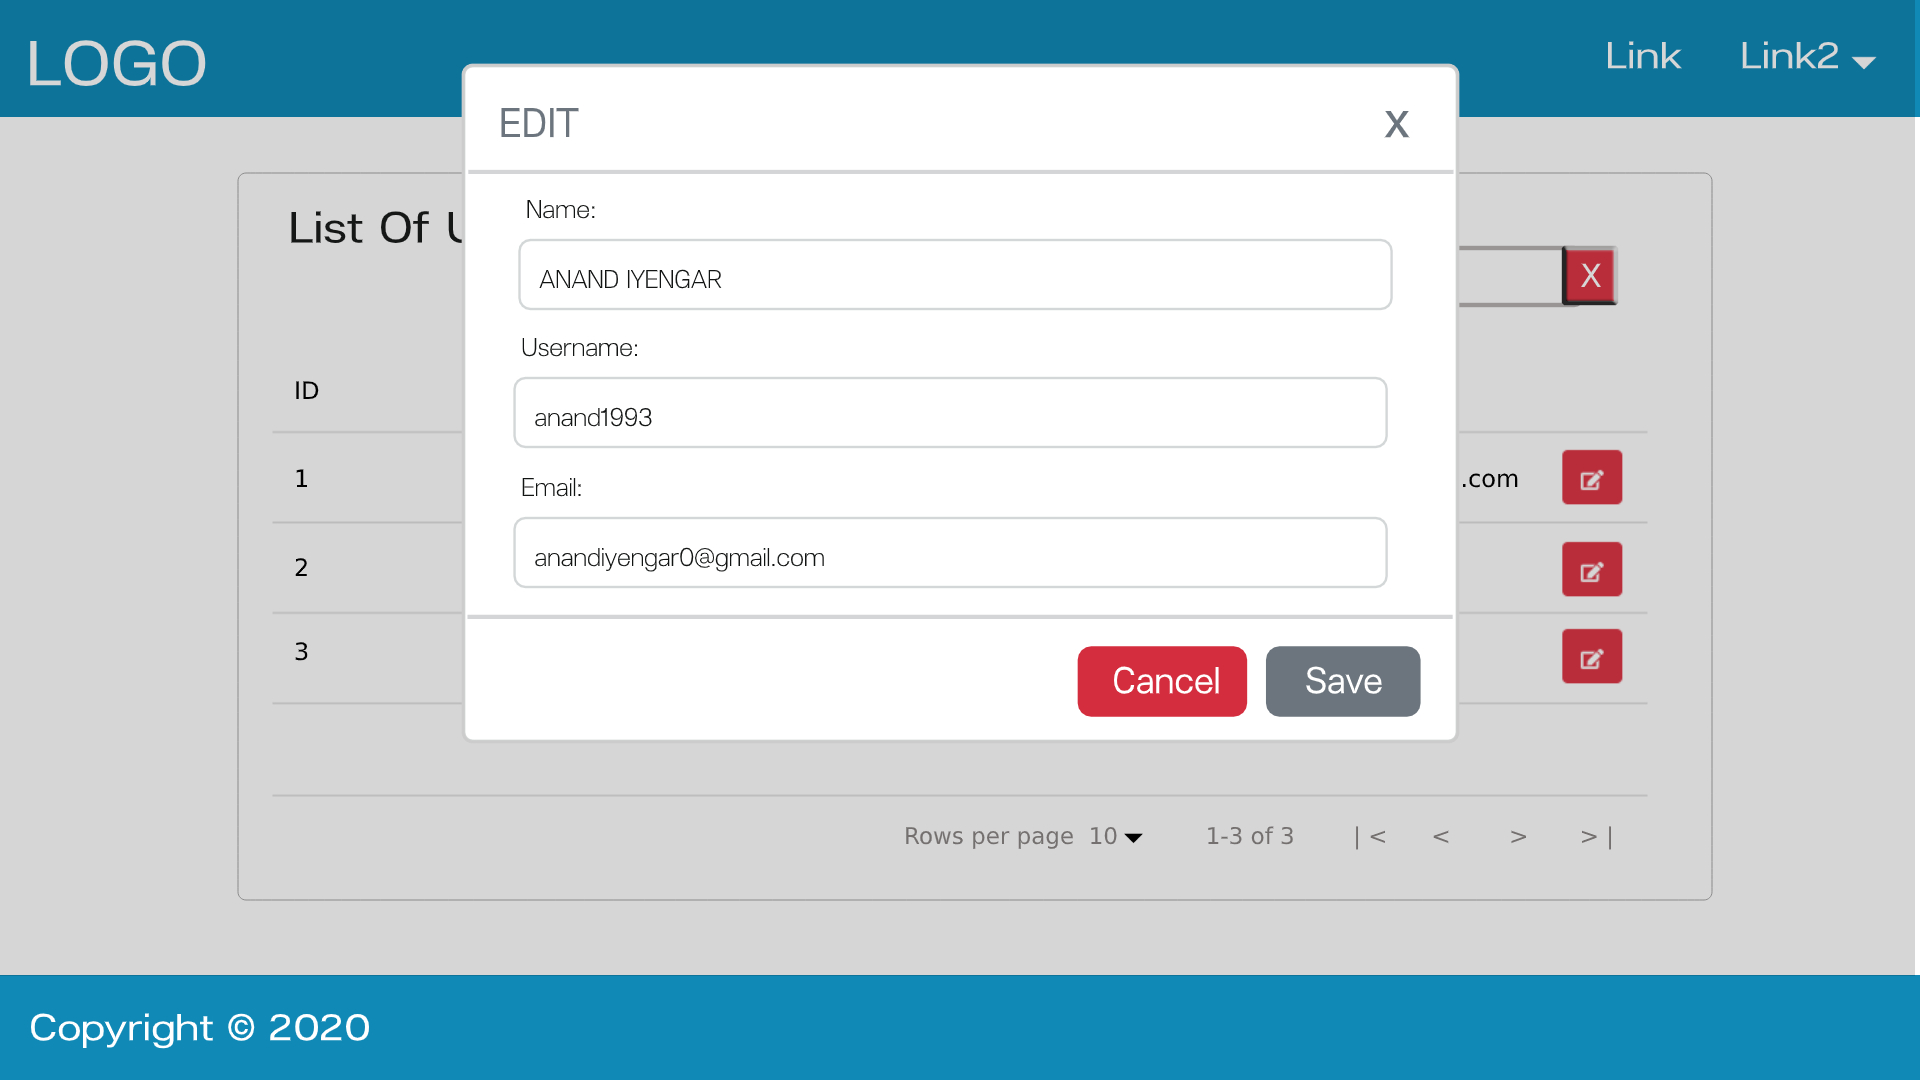 LOGO
Link
Link2
EDIT
X
List Of
Name:
ANAND IYENGAR
X
Username:
ID
anand1993
1
.com
Email:
anandiyengar0@gmail.com
2
3
Cancel
Save
Rows per page 10
1-3 of 3
|<
<
>
>|
Copyright © 2020